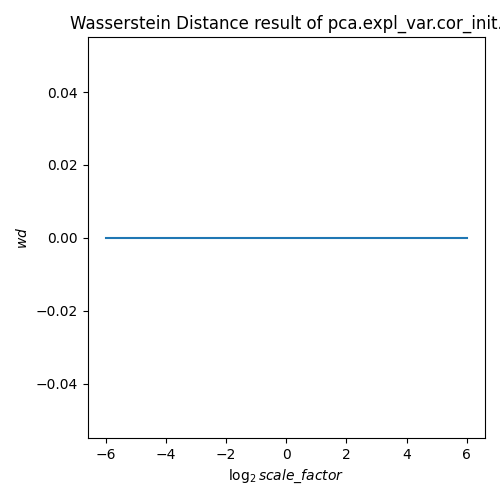 Wasserstein Distance result of pca.expl_var.cor_init.
0.04
0.02
0.00
−0.02
−0.04
wd
−6 −4 −2 0 2 4 6
log₂ scale_factor